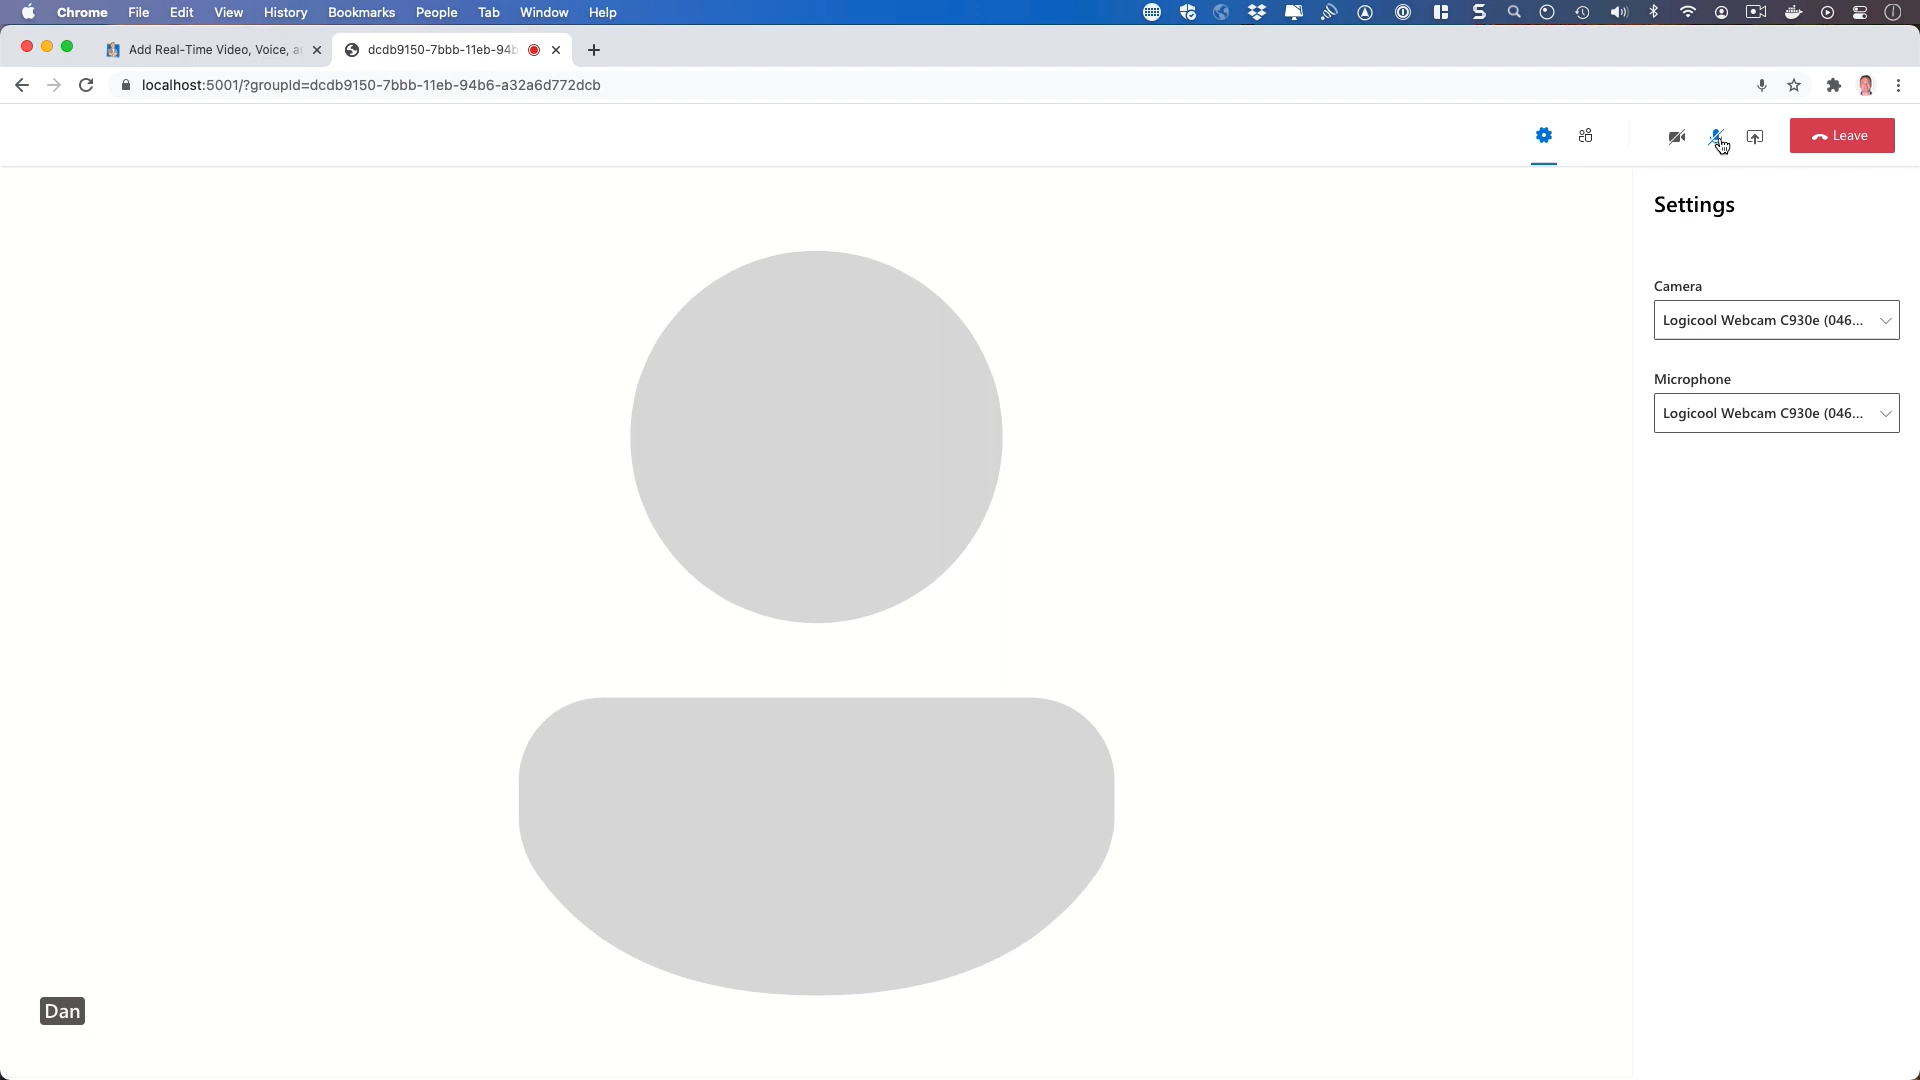 Chrome File Edit View History Bookmarks People Tab Window Help
Add Real-Time Video, Voice, a
dcdb9150-7bbb-11eb-94b
localhost:5001/?groupId=dcdb9150-7bbb-11eb-94b6-a32a6d772dcb
Leave
Settings
Camera
Logicool Webcam C930e (046...
Microphone
Logicool Webcam C930e (046...
Dan